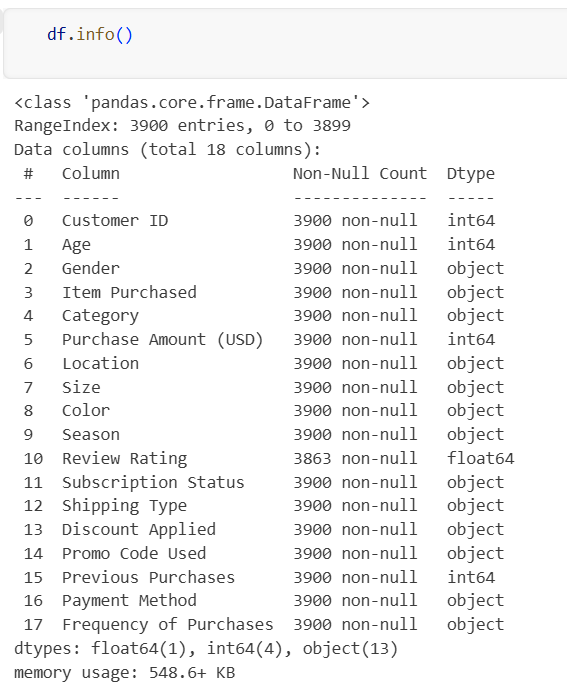 df.info()
<class 'pandas.core.frame.DataFrame'>
RangeIndex: 3900 entries, 0 to 3899
Data columns (total 18 columns):
 #   Column                  Non-Null Count  Dtype
---  ------                  --------------  -----
 0   Customer ID             3900 non-null   int64
 1   Age                     3900 non-null   int64
 2   Gender                  3900 non-null   object
 3   Item Purchased          3900 non-null   object
 4   Category                3900 non-null   object
 5   Purchase Amount (USD)   3900 non-null   int64
 6   Location                3900 non-null   object
 7   Size                    3900 non-null   object
 8   Color                   3900 non-null   object
 9   Season                  3900 non-null   object
 10  Review Rating           3863 non-null   float64
 11  Subscription Status     3900 non-null   object
 12  Shipping Type           3900 non-null   object
 13  Discount Applied        3900 non-null   object
 14  Promo Code Used         3900 non-null   object
 15  Previous Purchases      3900 non-null   int64
 16  Payment Method          3900 non-null   object
 17  Frequency of Purchases  3900 non-null   object
dtypes: float64(1), int64(4), object(13)
memory usage: 548.6+ KB